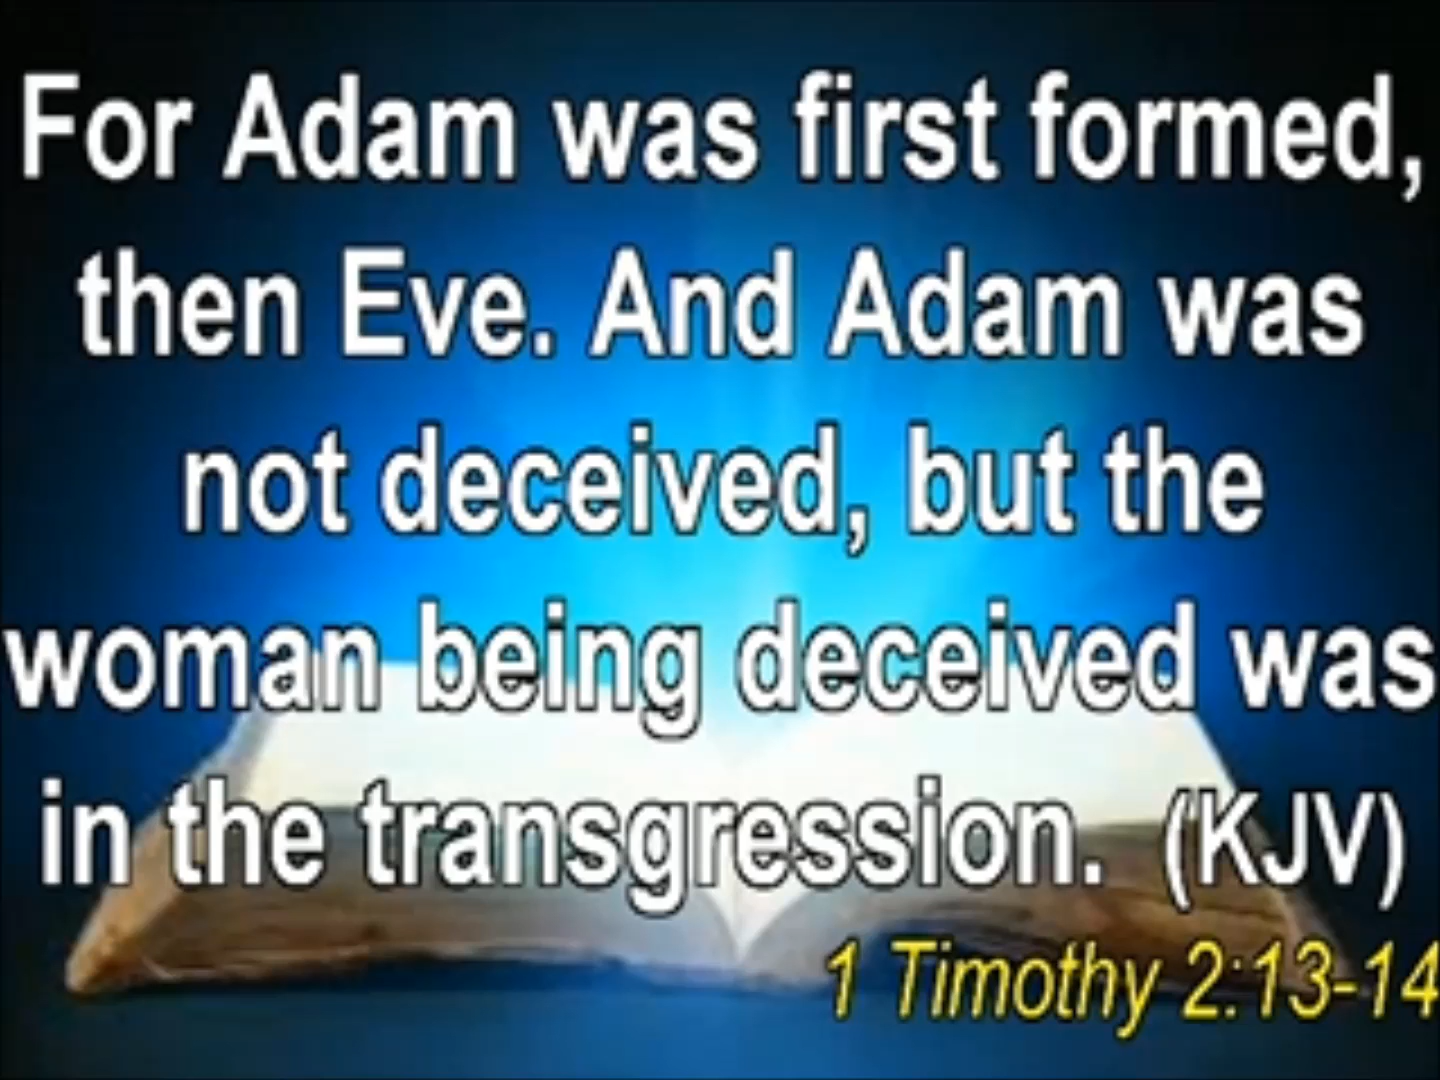 For Adam was first formed,
then Eve. And Adam was
not deceived, but the
woman being deceived was
in the transgression. (KJV)
1 Timothy 2:13-14